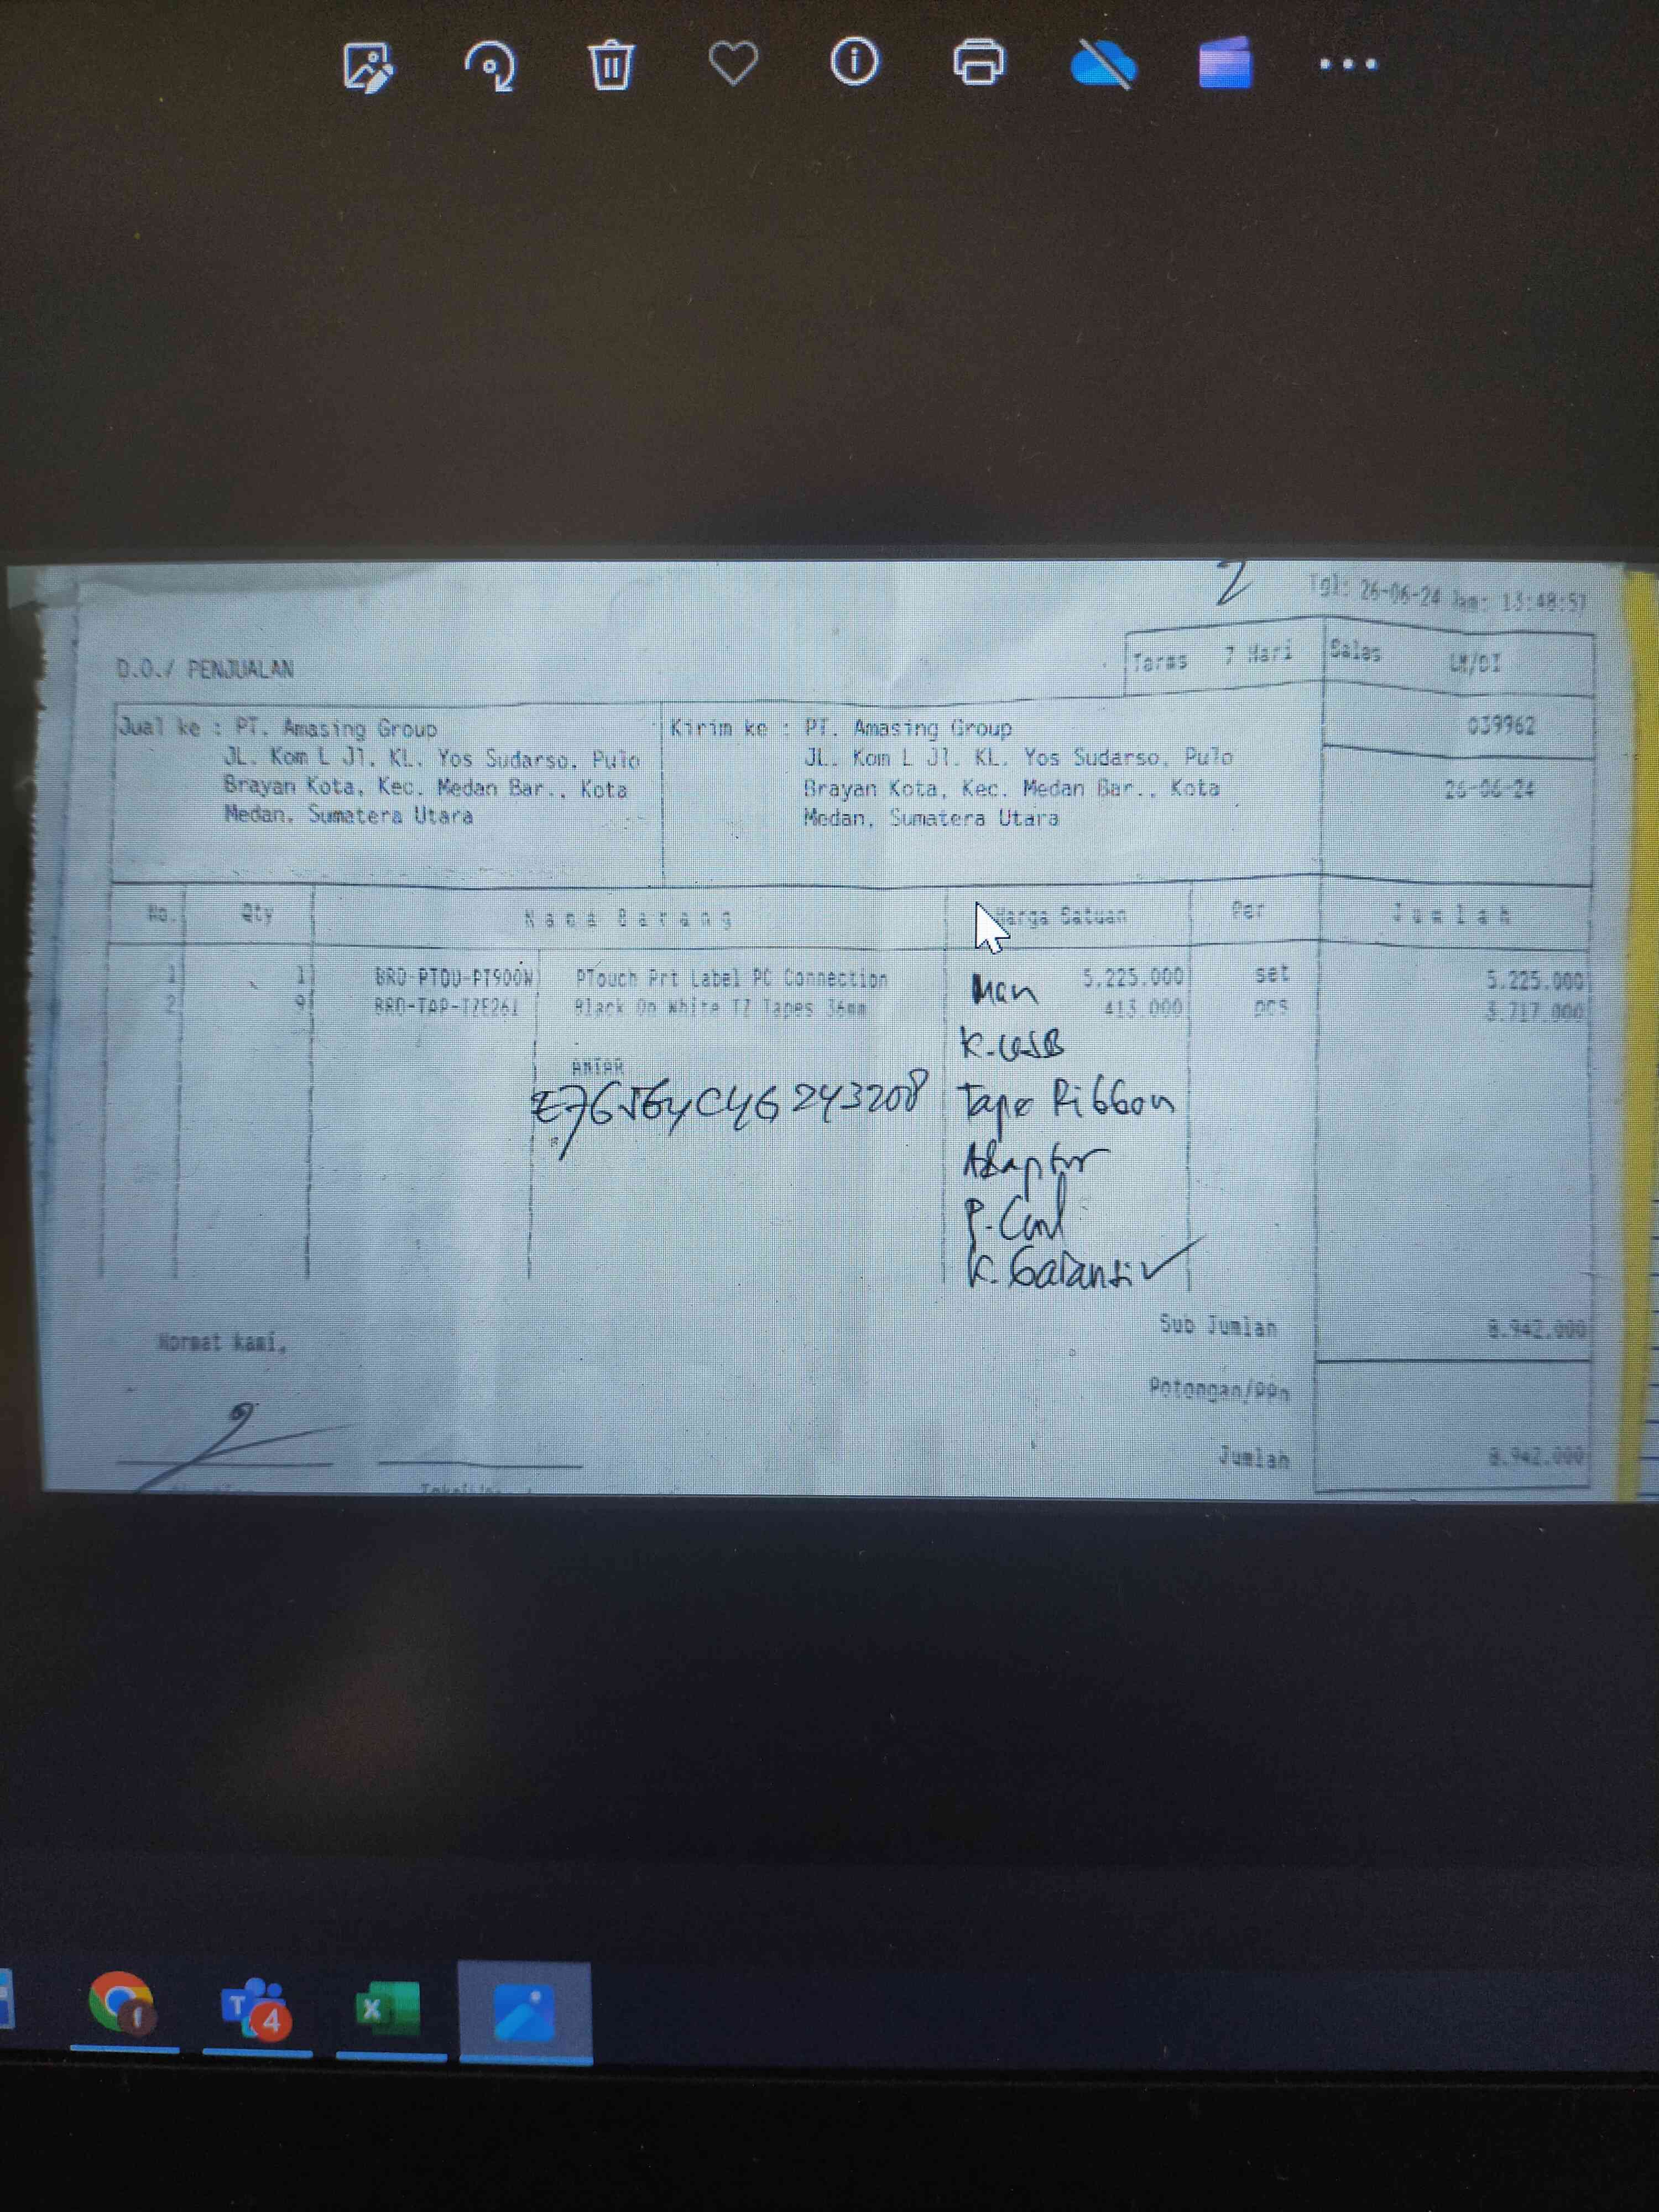 2
Tgl: 26-06-24 Jam: 13:48:57
D.O./ PENJUALAN
Terms 7 Hari Sales LM/DI
Jual ke : PT. Amasing Group Kirim ke : PT. Amasing Group 039962
JL. Kom L Jl. KL. Yos Sudarso, Pulo JL. Kom L Jl. KL. Yos Sudarso, Pulo
Brayan Kota, Kec. Medan Bar., Kota Brayan Kota, Kec. Medan Bar., Kota 26-06-24
Medan, Sumatera Utara Medan, Sumatera Utara
No. Qty Nama Barang Harga Satuan Per Jumlah
1 1 BRD-PTOU-PT900W PTouch Prt Label PC Connection 5.225.000 set 5.225.000
2 9 BRD-TAP-TZE261 Black On White TZ Tapes 36mm 413.000 pcs 3.717.000
Man
K.USB
ANTAR
Tape Ribbon
Adaptor
P.Cord
K. Garansi ✓
Sub Jumlah 8.942.000
Hormat kami,
Potongan/PPn
Jumlah 8.942.000
T
4
X